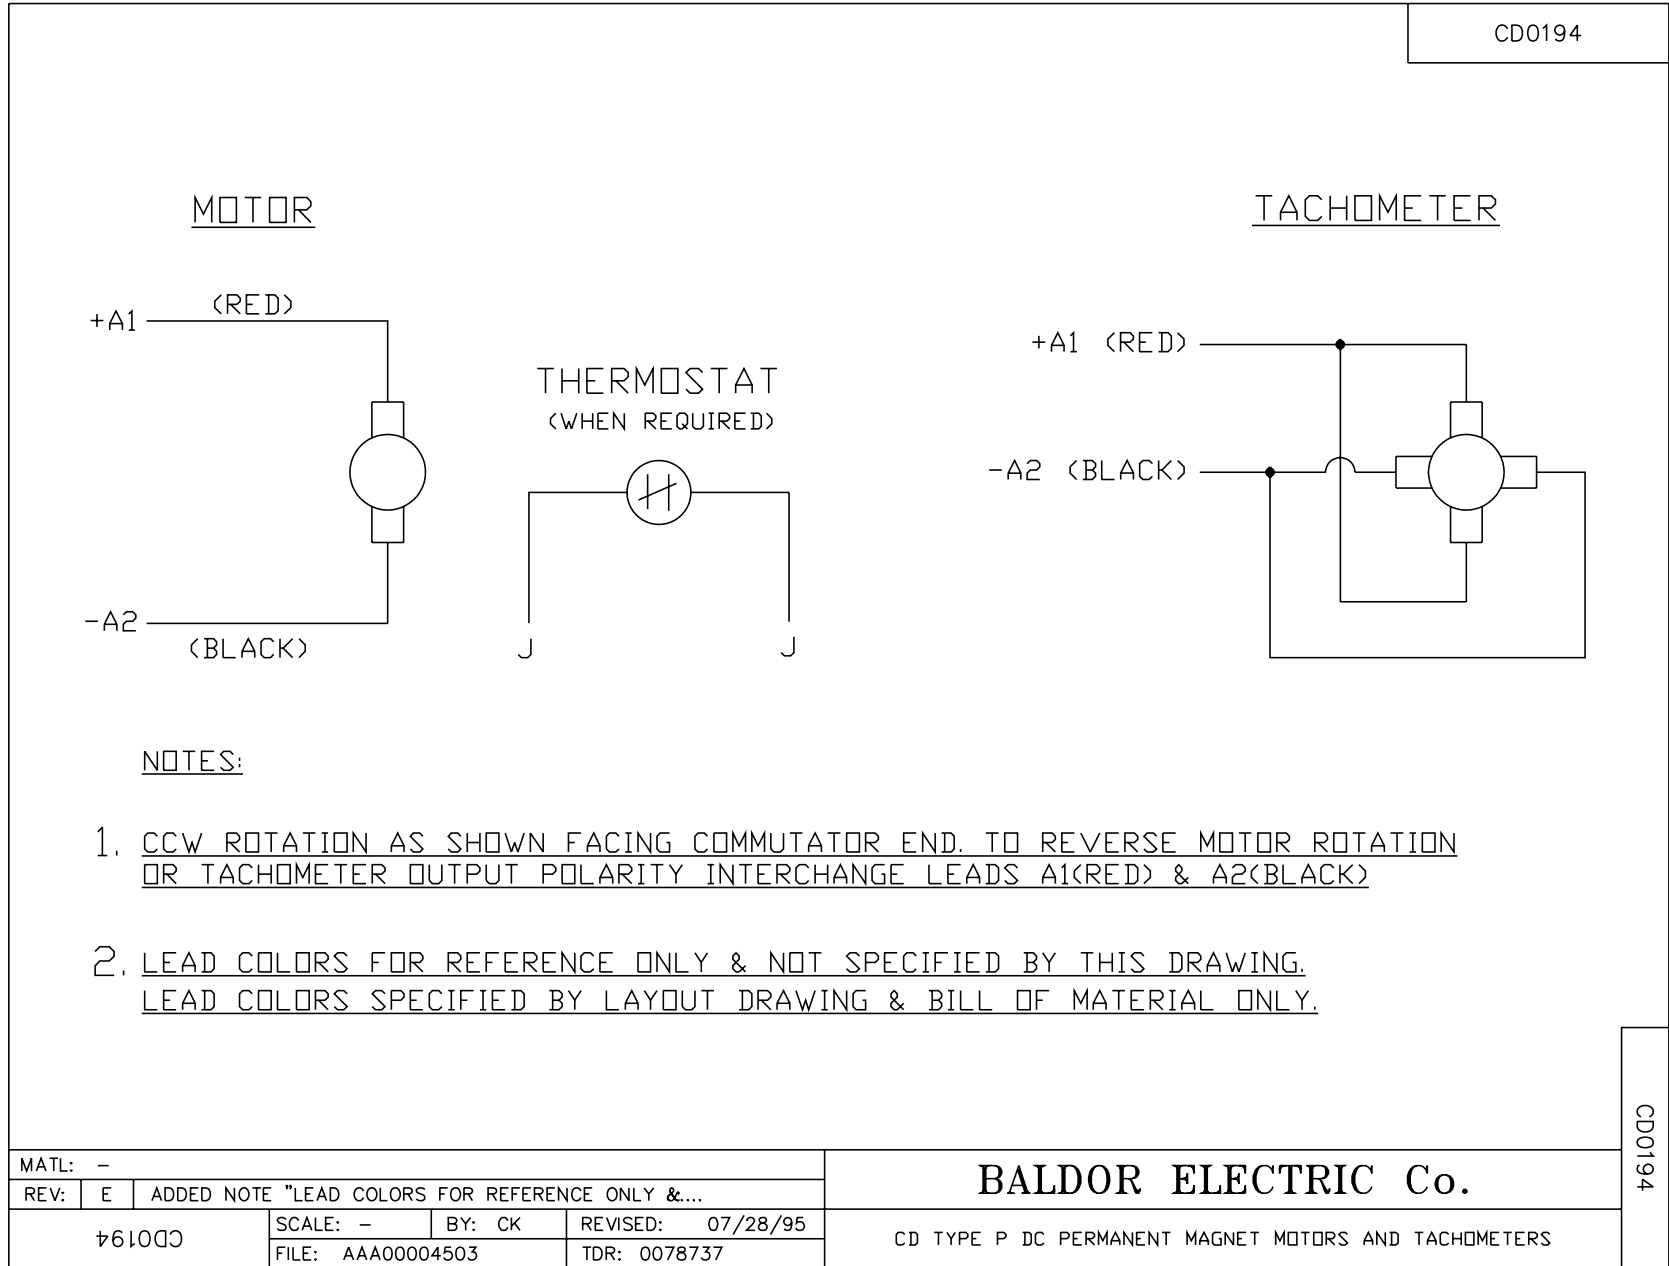 CD0194
MOTOR
TACHOMETER
(RED)
+A1
+A1 (RED)
THERMOSTAT
(WHEN REQUIRED)
-A2 (BLACK)
-A2
(BLACK)
J
J
NOTES:
1. CCW ROTATION AS SHOWN FACING COMMUTATOR END. TO REVERSE MOTOR ROTATION
OR TACHOMETER OUTPUT POLARITY INTERCHANGE LEADS A1(RED) & A2(BLACK)
2. LEAD COLORS FOR REFERENCE ONLY & NOT SPECIFIED BY THIS DRAWING.
LEAD COLORS SPECIFIED BY LAYOUT DRAWING & BILL OF MATERIAL ONLY.
CD0194
MATL: -
REV: E ADDED NOTE "LEAD COLORS FOR REFERENCE ONLY &....
CD0194
SCALE: - BY: CK REVISED: 07/28/95
FILE: AAA00004503 TDR: 0078737
BALDOR ELECTRIC Co.
CD TYPE P DC PERMANENT MAGNET MOTORS AND TACHOMETERS